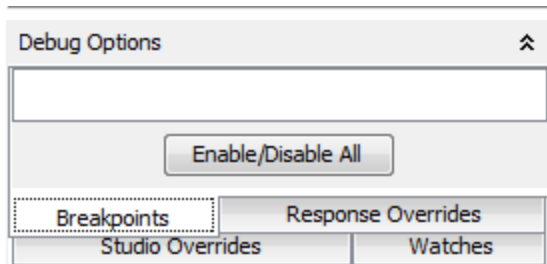 Debug Options
Enable/Disable All
Breakpoints Response Overrides
Studio Overrides Watches